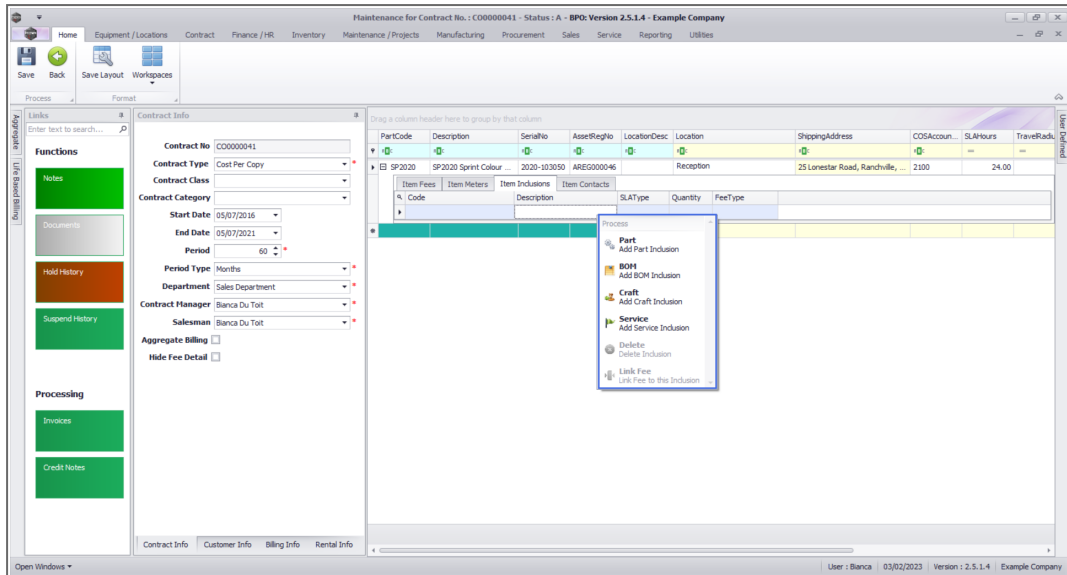 Maintenance for Contract No. : CO0000041 - Status : A - BPO: Version 2.5.1.4 - Example Company
Home Equipment / Locations Contract Finance / HR Inventory Maintenance / Projects Manufacturing Procurement Sales Service Reporting Utilities
Save Back Save Layout Workspaces
Process Format
Aggregate
Life Based Billing
Links
Enter text to search...
Functions
Notes
Documents
Hold History
Suspend History
Processing
Invoices
Credit Notes
Contract Info
Contract No CO0000041
Contract Type Cost Per Copy *
Contract Class
Contract Category
Start Date 05/07/2016
End Date 05/07/2021
Period 60 *
Period Type Months *
Department Sales Department *
Contract Manager Bianca Du Toit *
Salesman Bianca Du Toit *
Aggregate Billing
Hide Fee Detail
Contract Info Customer Info Billing Info Rental Info
Drag a column header here to group by that column
PartCode Description SerialNo AssetRegNo LocationDesc Location ShippingAddress COSAccoun... SLAHours TravelRadiu
SP2020 SP2020 Sprint Colour ... 2020-103050 AREG000046 Reception 25 Lonestar Road, Ranchville, ... 2100 24.00
Item Fees Item Meters Item Inclusions Item Contacts
Code Description SLAType Quantity FeeType
Process
Part
Add Part Inclusion
BOM
Add BOM Inclusion
Craft
Add Craft Inclusion
Service
Add Service Inclusion
Delete
Delete Inclusion
Link Fee
Link Fee to this Inclusion
User Defined
Open Windows
User : Bianca 03/02/2023 Version : 2.5.1.4 Example Company